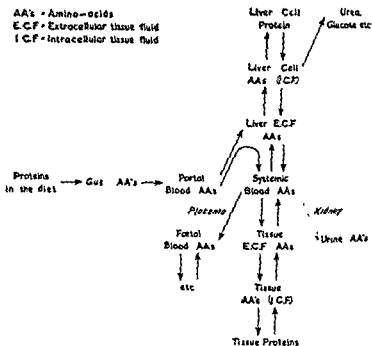 AA's = Amino-acids
E.C.F = Extracellular tissue fluid
I C.F = Intracellular tissue fluid
Liver Cell
Protein
Urea,
Glucose etc
Liver Cell
AAs (I.C.F)
Liver E.C.F
AAs
Proteins
in the diet
Gut AA's
Portal
Blood AAs
Systemic
Blood AAs
Placenta
Kidney
Foetal
Blood AAs
Tissue
E.C.F AAs
Urine AA's
etc
Tissue
AA's (I.C.F)
Tissue Proteins